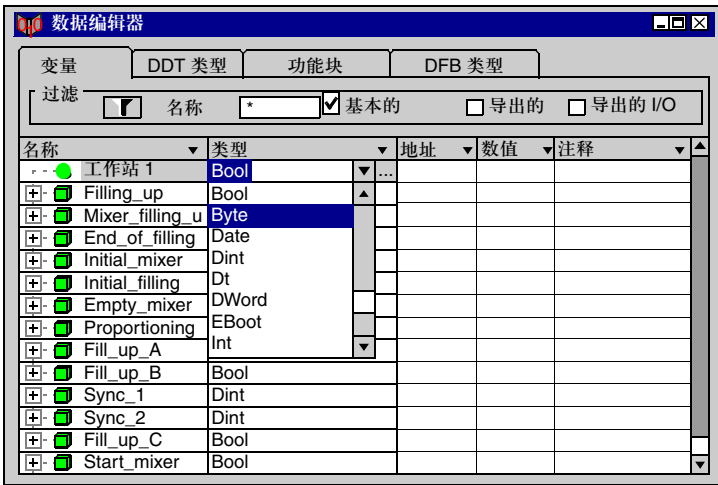 数据编辑器
变量 DDT 类型 功能块 DFB 类型
过滤
名称 * 基本的 导出的 导出的 I/O
名称 类型 地址 数值 注释
工作站 1 Bool ...
Filling_up Bool
Mixer_filling_u Byte
End_of_filling Date
Initial_mixer Dint
Initial_filling Dt
Empty_mixer DWord
Proportioning EBoot
Fill_up_A Int
Fill_up_B Bool
Sync_1 Dint
Sync_2 Dint
Fill_up_C Bool
Start_mixer Bool